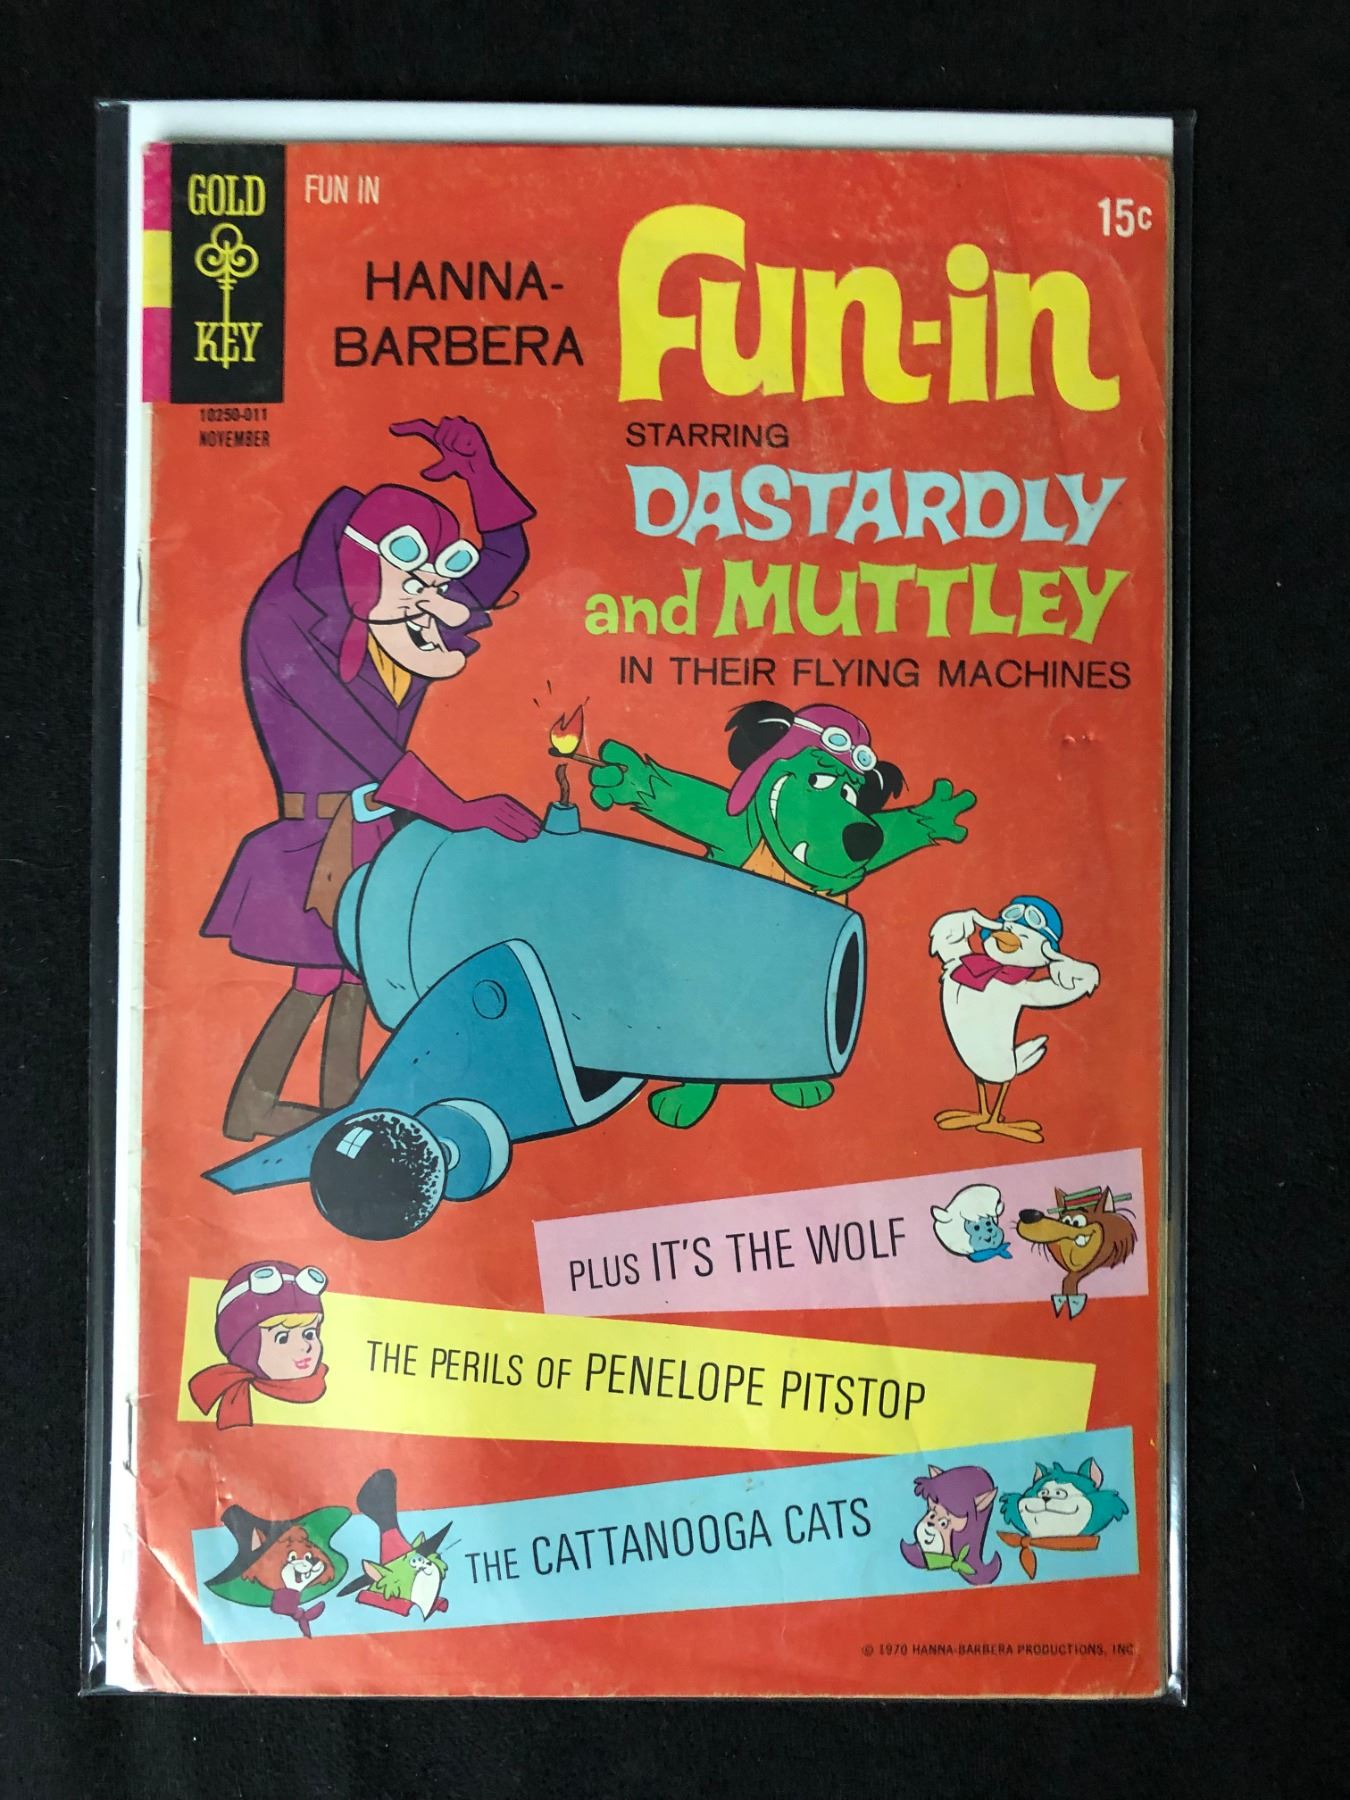 GOLD
KEY
FUN IN
15¢
HANNA-
BARBERA
Fun-in
10250-011
NOVEMBER
STARRING
DASTARDLY
and MUTTLEY
IN THEIR FLYING MACHINES
PLUS IT'S THE WOLF
THE PERILS OF PENELOPE PITSTOP
THE CATTANOOGA CATS
© 1970 HANNA-BARBERA PRODUCTIONS, INC.